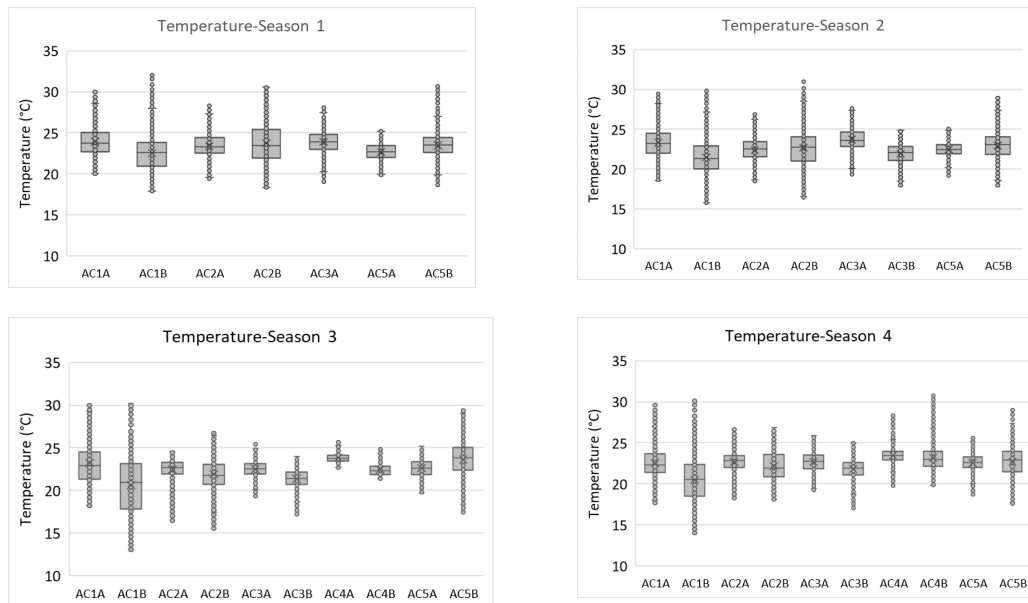 Temperature-Season 1
Temperature (°C)
35
30
25
20
15
10
AC1A AC1B AC2A AC2B AC3A AC5A AC5B
Temperature-Season 2
Temperature (°C)
35
30
25
20
15
10
AC1A AC1B AC2A AC2B AC3A AC3B AC5A AC5B
Temperature-Season 3
Temperature (°C)
35
30
25
20
15
10
AC1A AC1B AC2A AC2B AC3A AC3B AC4A AC4B AC5A AC5B
Temperature-Season 4
Temperature (°C)
35
30
25
20
15
10
AC1A AC1B AC2A AC2B AC3A AC3B AC4A AC4B AC5A AC5B